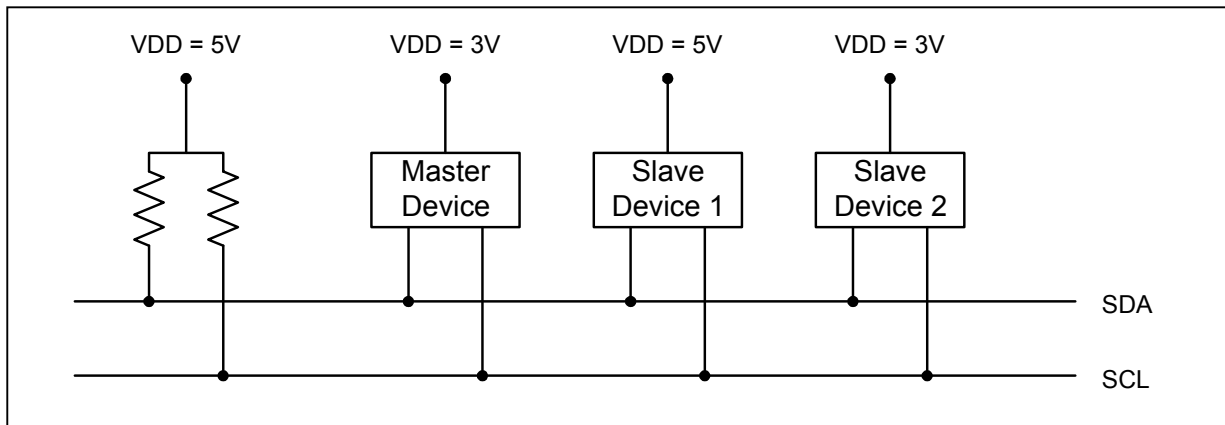 VDD = 5V
VDD = 3V
VDD = 5V
VDD = 3V
Master
Device
Slave
Device 1
Slave
Device 2
SDA
SCL